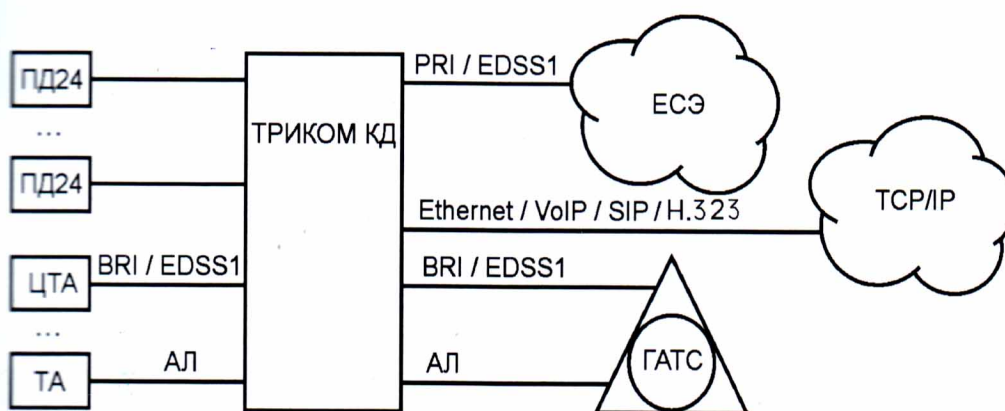 ПД24
...
ПД24
ЦТА
...
ТА
BRI / EDSS1
АЛ
ТРИКОМ КД
PRI / EDSS1
ЕСЭ
Ethernet / VoIP / SIP / H.323
TCP/IP
BRI / EDSS1
АЛ
ГАТС